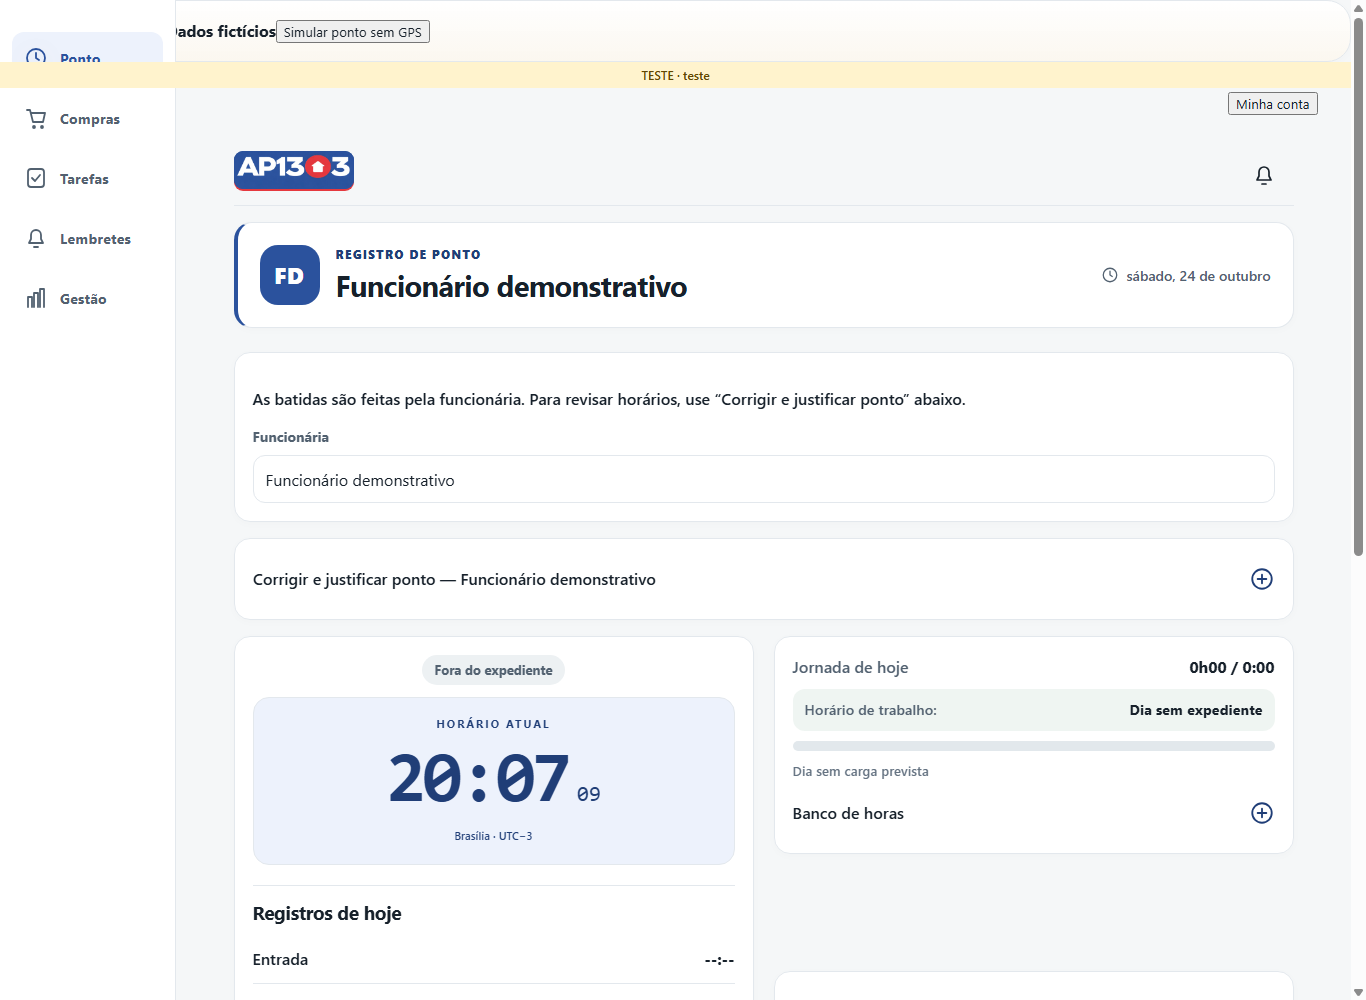 Dados fictícios Simular ponto sem GPS
Ponto
TESTE · teste
Minha conta
Compras
Tarefas
Lembretes
Gestão
AP1303
REGISTRO DE PONTO
FD
Funcionário demonstrativo
sábado, 24 de outubro
As batidas são feitas pela funcionária. Para revisar horários, use “Corrigir e justificar ponto” abaixo.
Funcionária
Funcionário demonstrativo
Corrigir e justificar ponto — Funcionário demonstrativo
Fora do expediente
HORÁRIO ATUAL
20:07 09
Brasília · UTC−3
Registros de hoje
Entrada --:--
Jornada de hoje 0h00 / 0:00
Horário de trabalho: Dia sem expediente
Dia sem carga prevista
Banco de horas